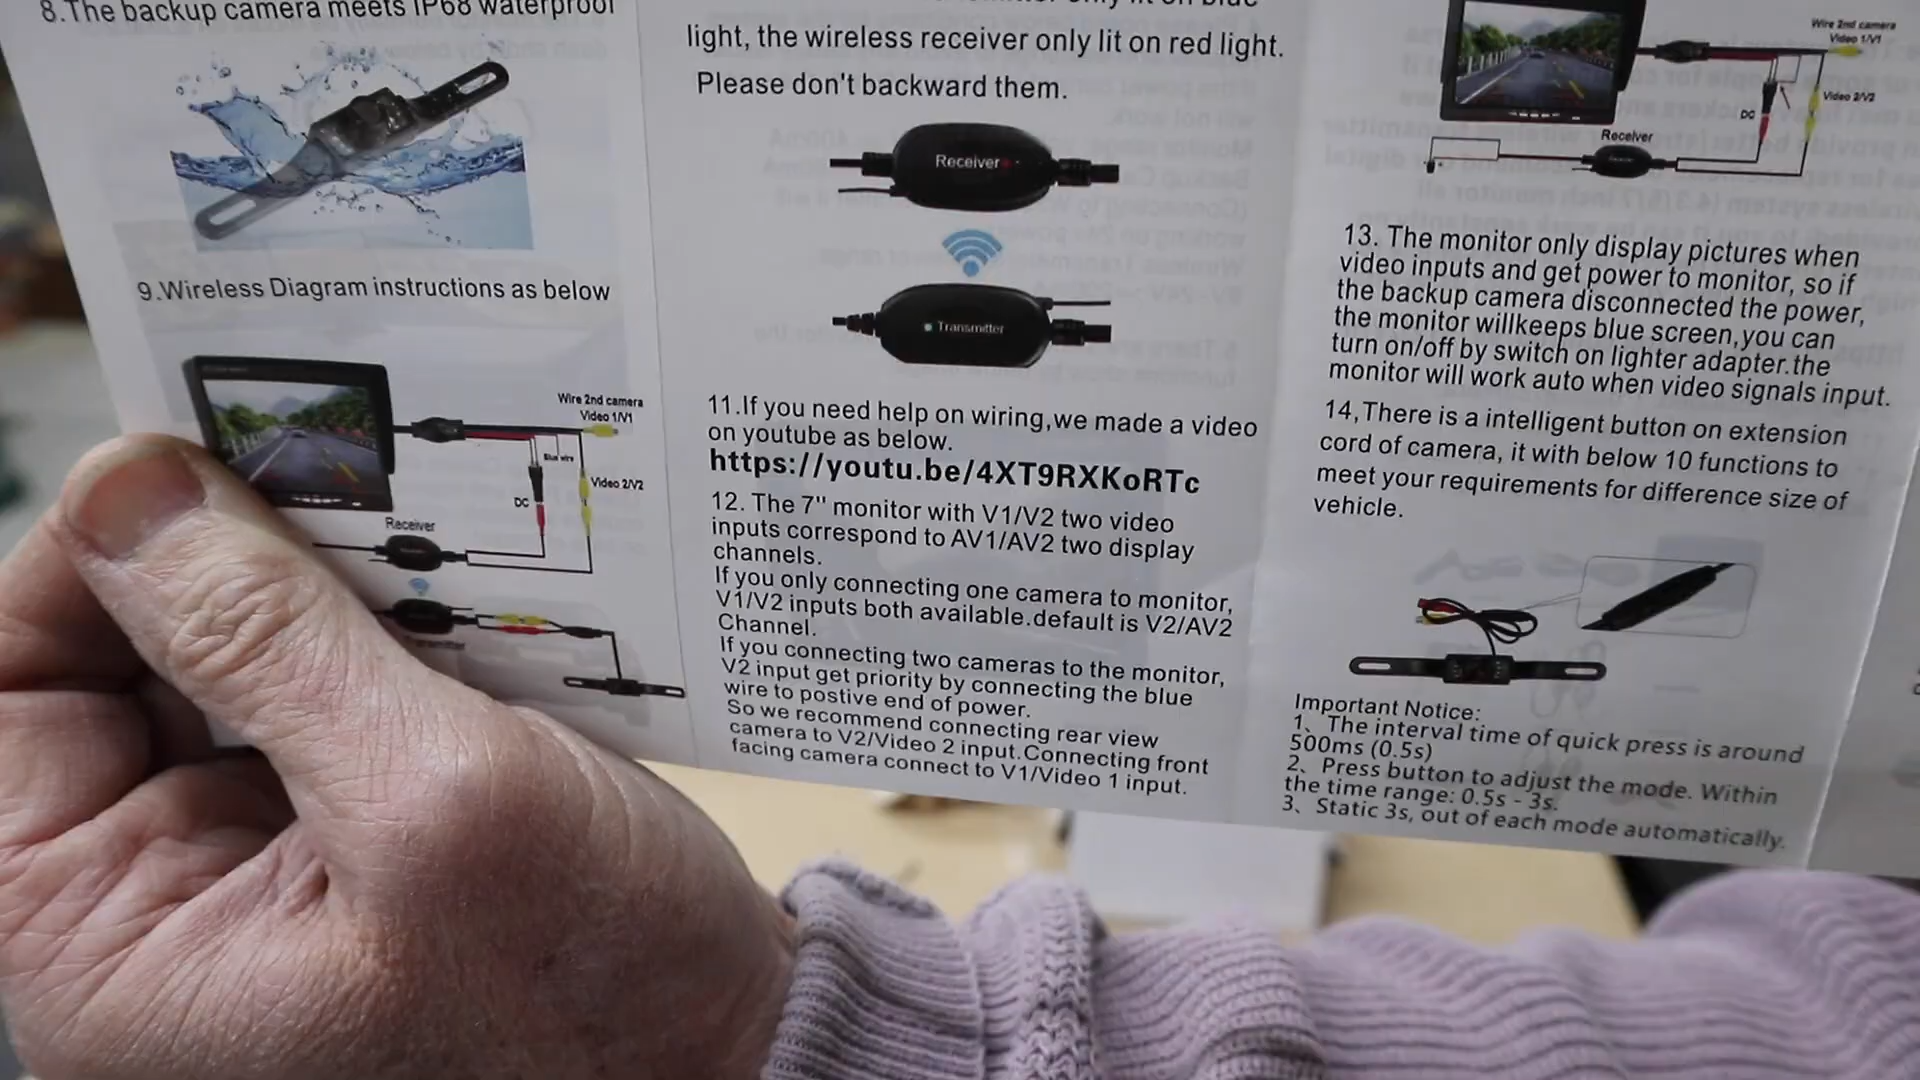 8.The backup camera meets IP68 waterproof
9.Wireless Diagram instructions as below
Wire 2nd camera
Video 1/V1
Blue wire
Video 2/V2
DC
Receiver
light, the wireless receiver only lit on red light.
Please don't backward them.
Receiver
Transmitter
11.If you need help on wiring,we made a video
on youtube as below.
https://youtu.be/4XT9RXKoRTc
12. The 7" monitor with V1/V2 two video
inputs correspond to AV1/AV2 two display
channels.
If you only connecting one camera to monitor,
V1/V2 inputs both available.default is V2/AV2
Channel.
If you connecting two cameras to the monitor,
V2 input get priority by connecting the blue
wire to postive end of power.
So we recommend connecting rear view
camera to V2/Video 2 input.Connecting front
facing camera connect to V1/Video 1 input.
Wire 2nd camera
Video 1/V1
Video 2/V2
DC
Receiver
13. The monitor only display pictures when
video inputs and get power to monitor, so if
the backup camera disconnected the power,
the monitor willkeeps blue screen,you can
turn on/off by switch on lighter adapter.the
monitor will work auto when video signals input.
14,There is a intelligent button on extension
cord of camera, it with below 10 functions to
meet your requirements for difference size of
vehicle.
Important Notice:
1、The interval time of quick press is around
500ms (0.5s)
2、Press button to adjust the mode. Within
the time range: 0.5s - 3s.
3、Static 3s, out of each mode automatically.